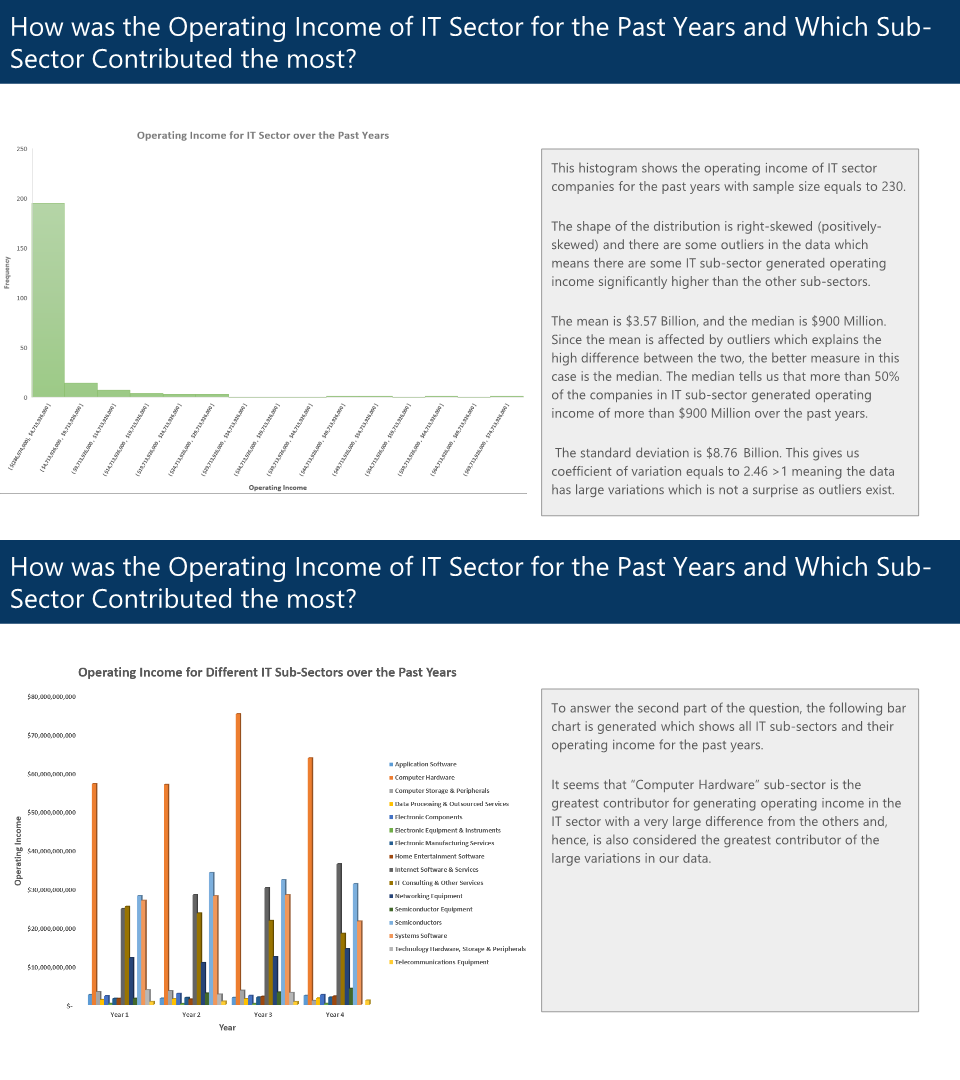 How was the Operating Income of IT Sector for the Past Years and Which Sub-
Sector Contributed the most?
Operating Income for IT Sector over the Past Years
250
200
150
100
50
0
Frequency
Operating Income
This histogram shows the operating income of IT sector
companies for the past years with sample size equals to 230.
The shape of the distribution is right-skewed (positively-
skewed) and there are some outliers in the data which
means there are some IT sub-sector generated operating
income significantly higher than the other sub-sectors.
The mean is $3.57 Billion, and the median is $900 Million.
Since the mean is affected by outliers which explains the
high difference between the two, the better measure in this
case is the median. The median tells us that more than 50%
of the companies in IT sub-sector generated operating
income of more than $900 Million over the past years.
The standard deviation is $8.76 Billion. This gives us
coefficient of variation equals to 2.46 >1 meaning the data
has large variations which is not a surprise as outliers exist.
How was the Operating Income of IT Sector for the Past Years and Which Sub-
Sector Contributed the most?
Operating Income for Different IT Sub-Sectors over the Past Years
$80,000,000,000
$70,000,000,000
$60,000,000,000
$50,000,000,000
$40,000,000,000
$30,000,000,000
$20,000,000,000
$10,000,000,000
$-
Operating Income
Year 1
Year 2
Year 3
Year 4
Year
Application Software
Computer Hardware
Computer Storage & Peripherals
Data Processing & Outsourced Services
Electronic Components
Electronic Equipment & Instruments
Electronic Manufacturing Services
Home Entertainment Software
Internet Software & Services
IT Consulting & Other Services
Networking Equipment
Semiconductor Equipment
Semiconductors
Systems Software
Technology Hardware, Storage & Peripherals
Telecommunications Equipment
To answer the second part of the question, the following bar
chart is generated which shows all IT sub-sectors and their
operating income for the past years.
It seems that "Computer Hardware" sub-sector is the
greatest contributor for generating operating income in the
IT sector with a very large difference from the others and,
hence, is also considered the greatest contributor of the
large variations in our data.